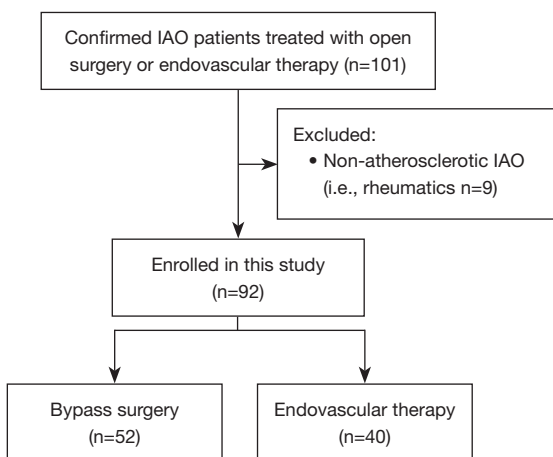 Confirmed IAO patients treated with open
surgery or endovascular therapy (n=101)
Excluded:
• Non-atherosclerotic IAO
(i.e., rheumatics n=9)
Enrolled in this study
(n=92)
Bypass surgery
(n=52)
Endovascular therapy
(n=40)